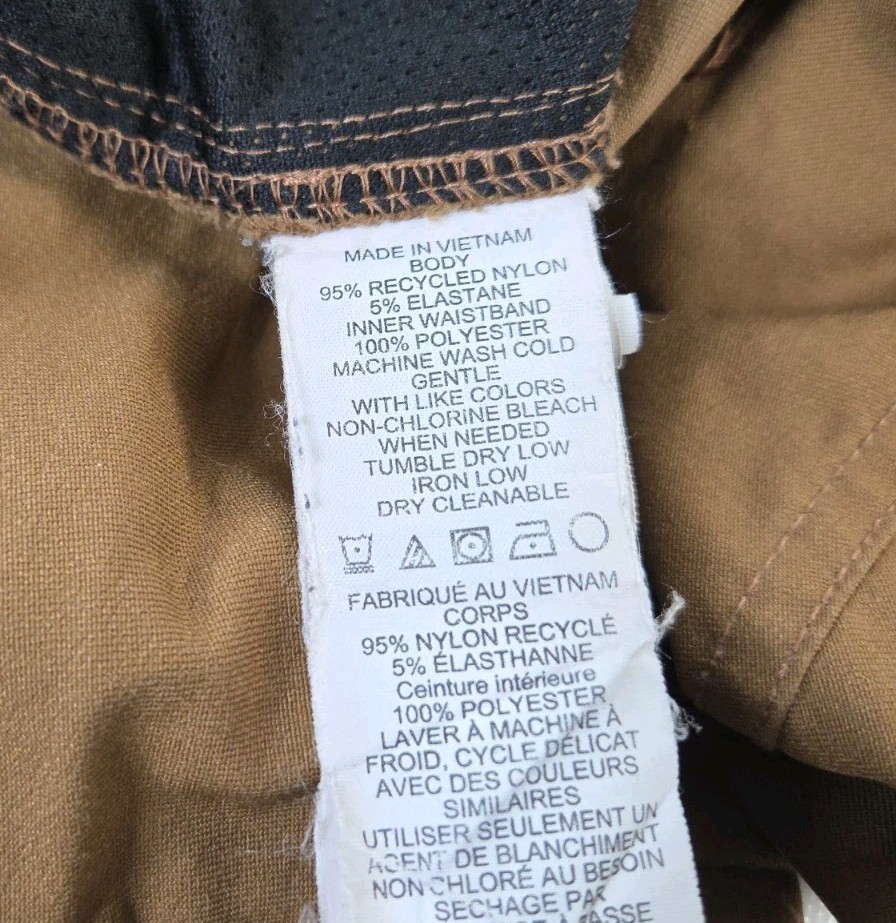 MADE IN VIETNAM
BODY
95% RECYCLED NYLON
5% ELASTANE
INNER WAISTBAND
100% POLYESTER
MACHINE WASH COLD
GENTLE
WITH LIKE COLORS
NON-CHLORINE BLEACH
WHEN NEEDED
TUMBLE DRY LOW
IRON LOW
DRY CLEANABLE
FABRIQUÉ AU VIETNAM
CORPS
95% NYLON RECYCLÉ
5% ÉLASTHANNE
Ceinture intérieure
100% POLYESTER
LAVER À MACHINE À
FROID, CYCLE DÉLICAT
AVEC DES COULEURS
SIMILAIRES
UTILISER SEULEMENT UN
AGENT DE BLANCHIMENT
NON CHLORÉ AU BESOIN
SECHAGE PAR
À BASSE